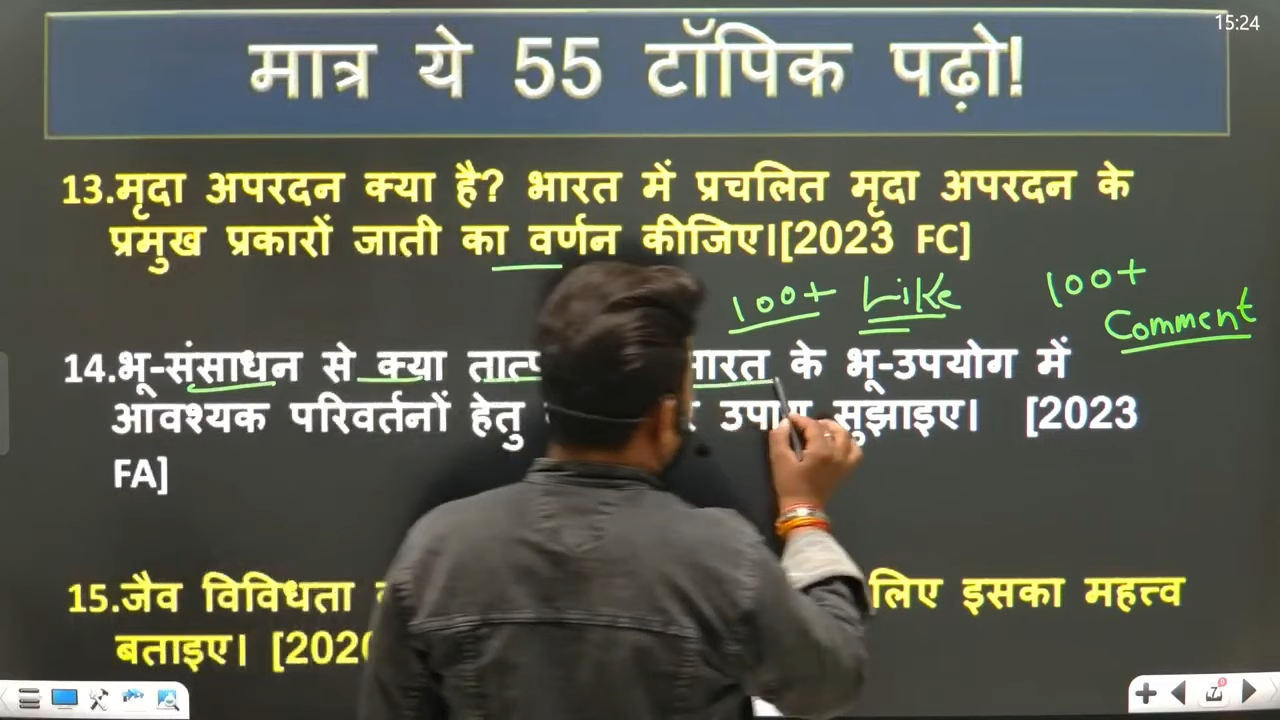 15:24
मात्र ये 55 टॉपिक पढ़ो!
13.मृदा अपरदन क्या है? भारत में प्रचलित मृदा अपरदन के
प्रमुख प्रकारों जाती का वर्णन कीजिए।[2023 FC]
100+ Like 100+
Comment
14.भू-संसाधन से क्या भारत के भू-उपयोग में
आवश्यक परिवर्तनों हेतु सुझाइए। [2023
FA]
15.जैव विविधता लिए इसका महत्त्व
बताइए।